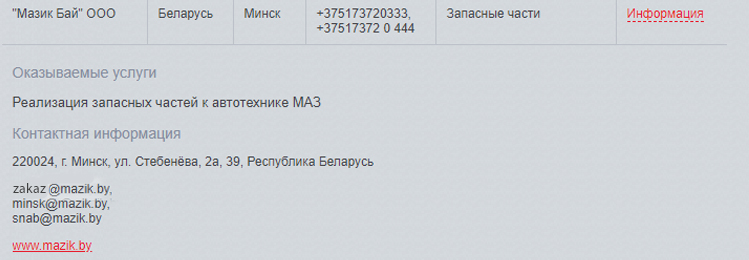 "Мазик Бай" ООО Беларусь Минск +375173720333, Запасные части Информация
+37517372 0 444
Оказываемые услуги
Реализация запасных частей к автотехнике МАЗ
Контактная информация
220024, г. Минск, ул. Стебенёва, 2а, 39, Республика Беларусь
zakaz @mazik.by,
minsk@mazik.by,
snab@mazik.by
www.mazik.by